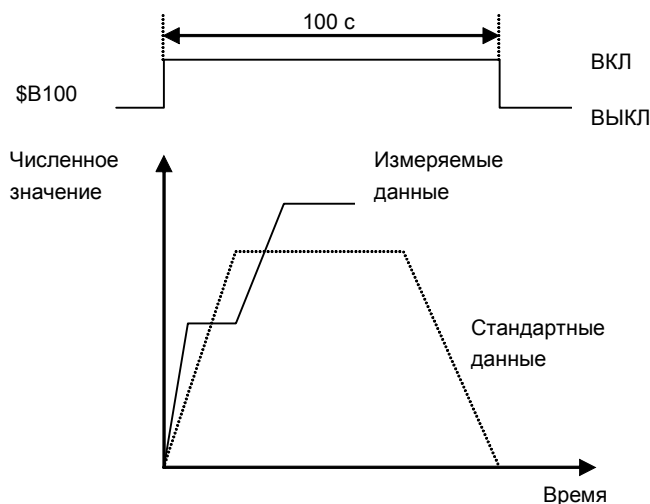 100 с
ВКЛ
$B100
ВЫКЛ
Численное
значение
Измеряемые
данные
Стандартные
данные
Время